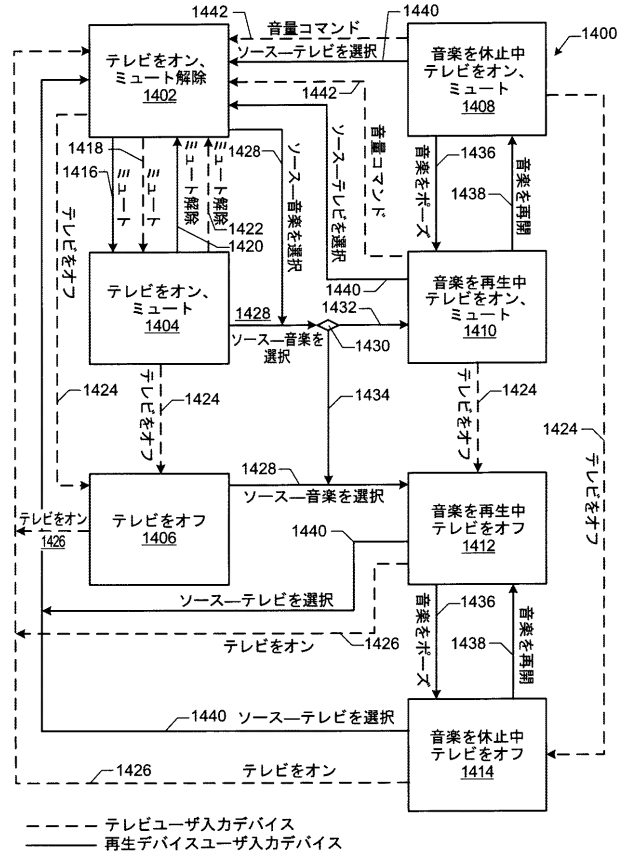 1442
音量コマンド
1440
ソース―テレビを選択
テレビをオン、
ミュート解除
1402
音楽を休止中
テレビをオン、
ミュート
1408
1400
1442
1418
1416
ミュート
ミュート
ミュート解除
ミュート解除
1428
1422
1420
ソース―音楽を選択
ソース―テレビを選択
音量コマンド
1436
音楽をポーズ
1438
音楽を再開
テレビをオフ
テレビをオン、
ミュート
1404
1428
ソース―音楽を
選択
1440
1432
1430
音楽を再生中
テレビをオン、
ミュート
1410
1424
1424
テレビをオフ
1434
1424
テレビをオフ
1424
テレビをオフ
テレビをオフ
1406
1428
ソース―音楽を選択
音楽を再生中
テレビをオフ
1412
テレビをオン
1426
1440
ソース―テレビを選択
テレビをオン
1426
1436
音楽をポーズ
1438
音楽を再開
1440
ソース―テレビを選択
音楽を休止中
テレビをオフ
1414
1426
テレビをオン
テレビユーザ入力デバイス
再生デバイスユーザ入力デバイス